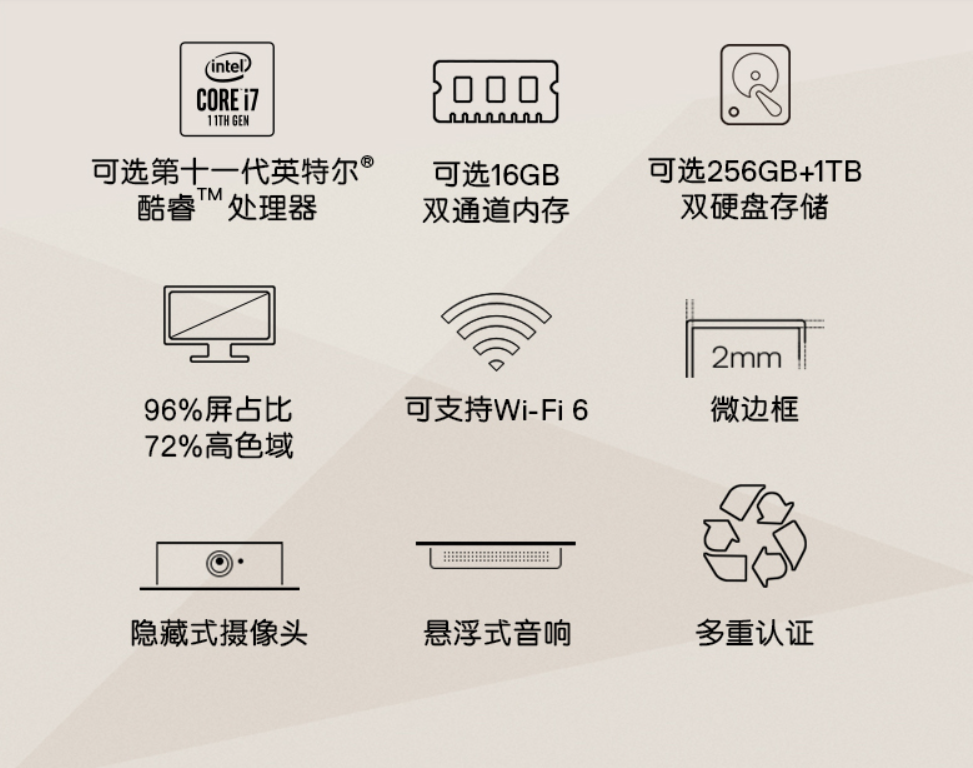 intel
CORE i7
11TH GEN
可选第十一代英特尔®
酷睿™处理器
可选16GB
双通道内存
可选256GB+1TB
双硬盘存储
96%屏占比
72%高色域
可支持Wi-Fi 6
2mm
微边框
隐藏式摄像头
悬浮式音响
多重认证